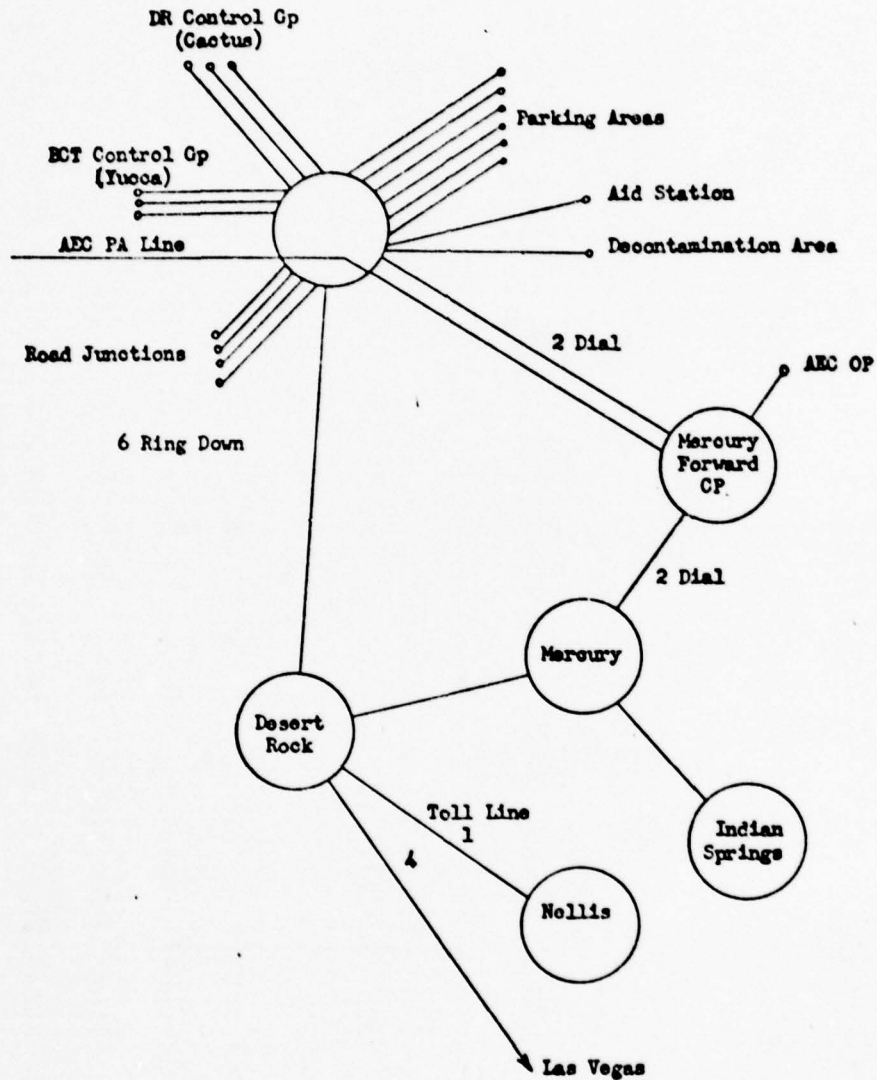 DR Control Gp
(Cactus)
Parking Areas
BCT Control Gp
(Yucca)
Aid Station
AEC PA Line
Decontamination Area
2 Dial
Road Junctions
AEC OP
6 Ring Down
Mercury
Forward
CP
2 Dial
Mercury
Desert
Rock
Toll Line
1
4
Indian
Springs
Nellis
Las Vegas